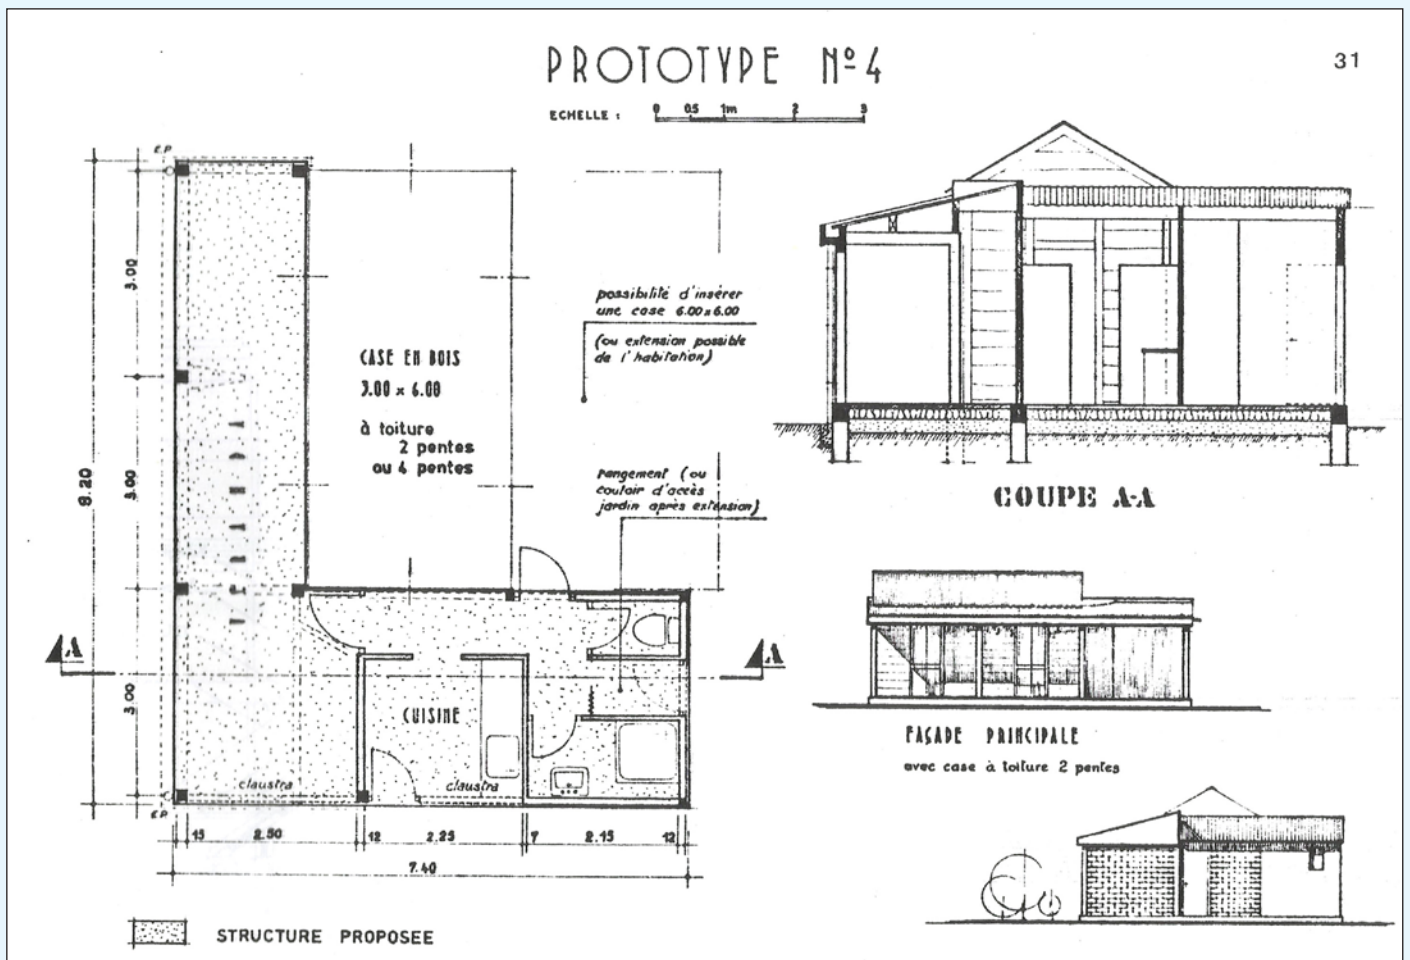 PROTOTYPE Nº 4
31
ECHELLE :
0 0.5 1m 2 3
E.P.
3.00
3.00
3.00
9.20
CASE EN BOIS
3.00 x 6.00
à toiture
2 pentes
ou 4 pentes
possibilité d'insérer
une case 6.00 x 6.00
(ou extension possible
de l'habitation)
rangement (ou
couloir d'accès
jardin après extension)
VERANDA
A
A
CUISINE
claustra
claustra
E.P.
15 2.50 12 2.25 7 2.15 12
7.40
STRUCTURE PROPOSEE
COUPE A-A
FAÇADE PRINCIPALE
avec case à toiture 2 pentes